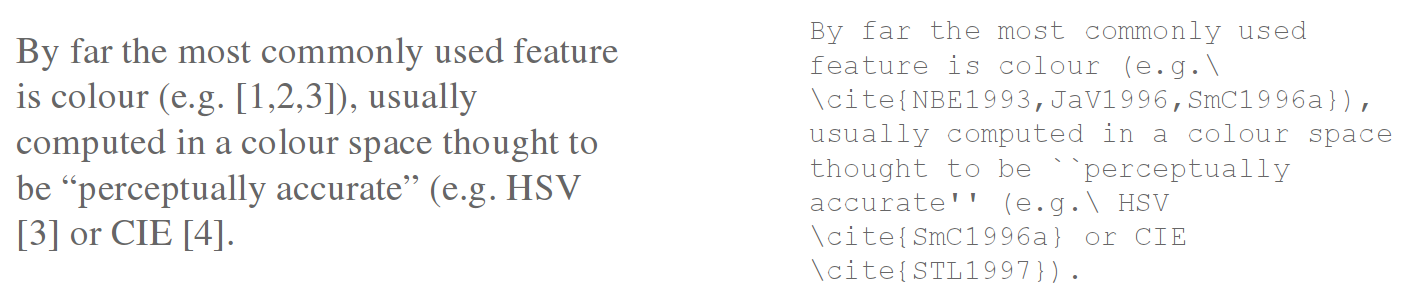 By far the most commonly used feature
is colour (e.g. [1,2,3]), usually
computed in a colour space thought to
be “perceptually accurate” (e.g. HSV
[3] or CIE [4].
By far the most commonly used
feature is colour (e.g.\
\cite{NBE1993,JaV1996,SmC1996a}),
usually computed in a colour space
thought to be ``perceptually
accurate'' (e.g.\ HSV
\cite{SmC1996a} or CIE
\cite{STL1997}).